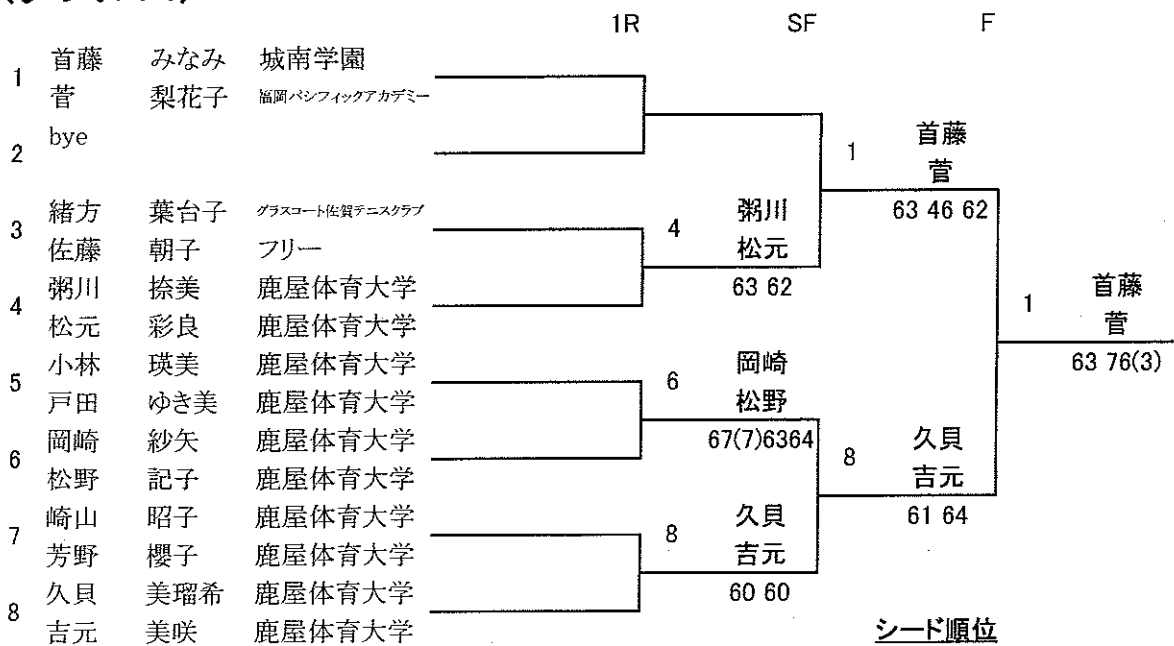 1R SF F
1 首藤 みなみ 城南学園
菅 梨花子 福岡パシフィックアカデミー
2 bye
3 緒方 葉台子 グラスコート佐賀テニスクラブ
佐藤 朝子 フリー
4 粥川 捺美 鹿屋体育大学
松元 彩良 鹿屋体育大学
5 小林 瑛美 鹿屋体育大学
戸田 ゆき美 鹿屋体育大学
6 岡崎 紗矢 鹿屋体育大学
松野 記子 鹿屋体育大学
7 崎山 昭子 鹿屋体育大学
芳野 櫻子 鹿屋体育大学
8 久貝 美瑠希 鹿屋体育大学
吉元 美咲 鹿屋体育大学
4 粥川
松元
63 62
6 岡崎
松野
67(7)6364
8 久貝
吉元
60 60
1 首藤
菅
63 46 62
8 久貝
吉元
61 64
1 首藤
菅
63 76(3)
シード順位